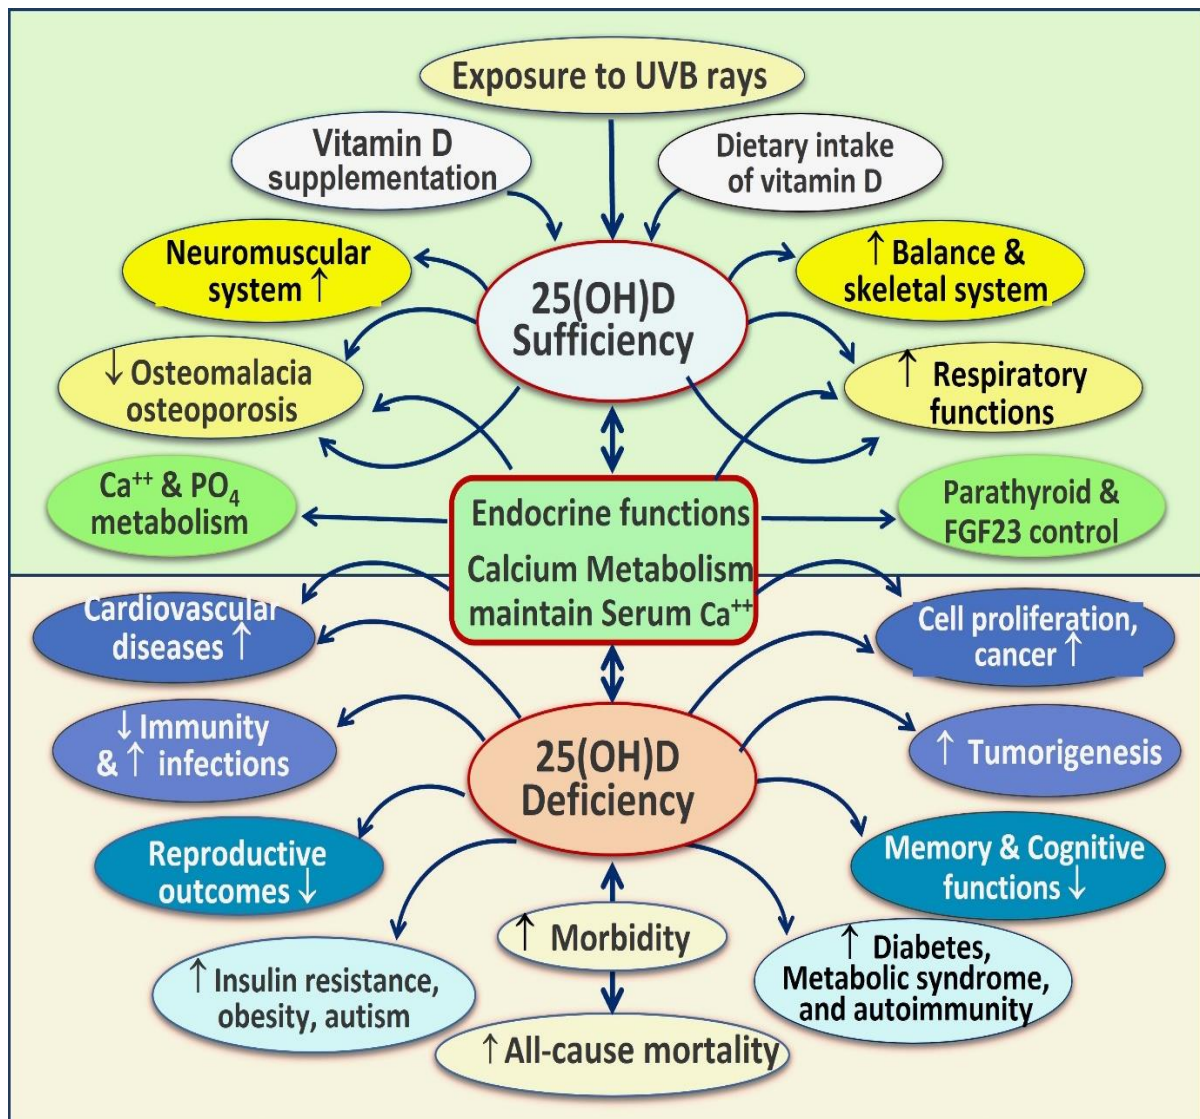 Exposure to UVB rays
Vitamin D
supplementation
Dietary intake
of vitamin D
Neuromuscular
system ↑
↑ Balance &
skeletal system
25(OH)D
Sufficiency
↓ Osteomalacia
osteoporosis
↑ Respiratory
functions
Ca⁺⁺ & PO₄
metabolism
Endocrine functions
Calcium Metabolism
maintain Serum Ca⁺⁺
Parathyroid &
FGF23 control
Cardiovascular
diseases ↑
Cell proliferation,
cancer ↑
↓ Immunity
& ↑ infections
25(OH)D
Deficiency
↑ Tumorigenesis
Reproductive
outcomes ↓
Memory & Cognitive
functions ↓
↑ Morbidity
↑ Insulin resistance,
obesity, autism
↑ Diabetes,
Metabolic syndrome,
and autoimmunity
↑ All-cause mortality